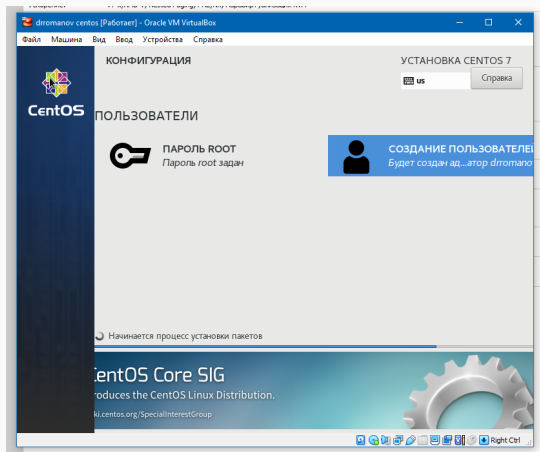 drromanov centos [Работает] - Oracle VM VirtualBox
Файл Машина Вид Ввод Устройства Справка
КОНФИГУРАЦИЯ
УСТАНОВКА CENTOS 7
us
Справка
CentOS
ПОЛЬЗОВАТЕЛИ
ПАРОЛЬ ROOT
Пароль root задан
СОЗДАНИЕ ПОЛЬЗОВАТЕЛЕ
Будет создан ад...атор drromano
Начинается процесс установки пакетов
CentOS Core SIG
roduces the CentOS Linux Distribution.
ki.centos.org/SpecialInterestGroup
Right Ctrl